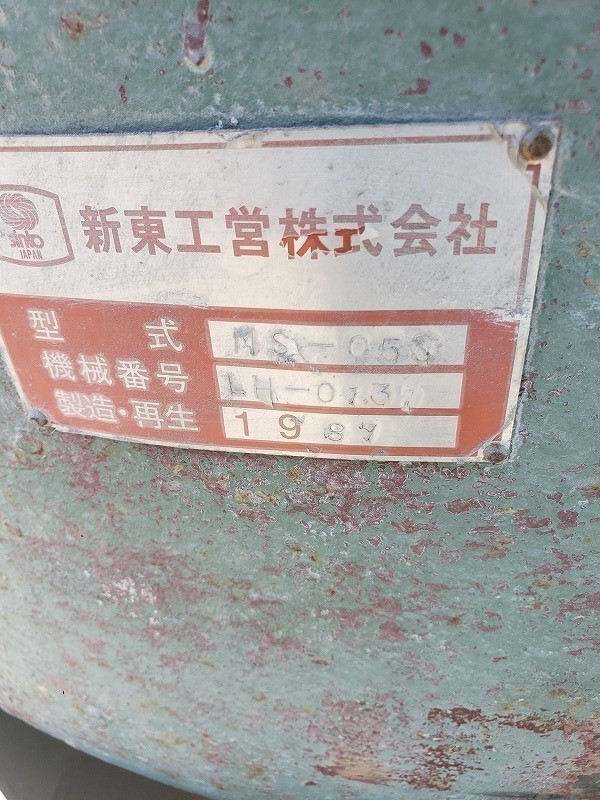 SINTO
JAPAN
新東工営株式会社
型 式
機械番号
製造・再生 1987